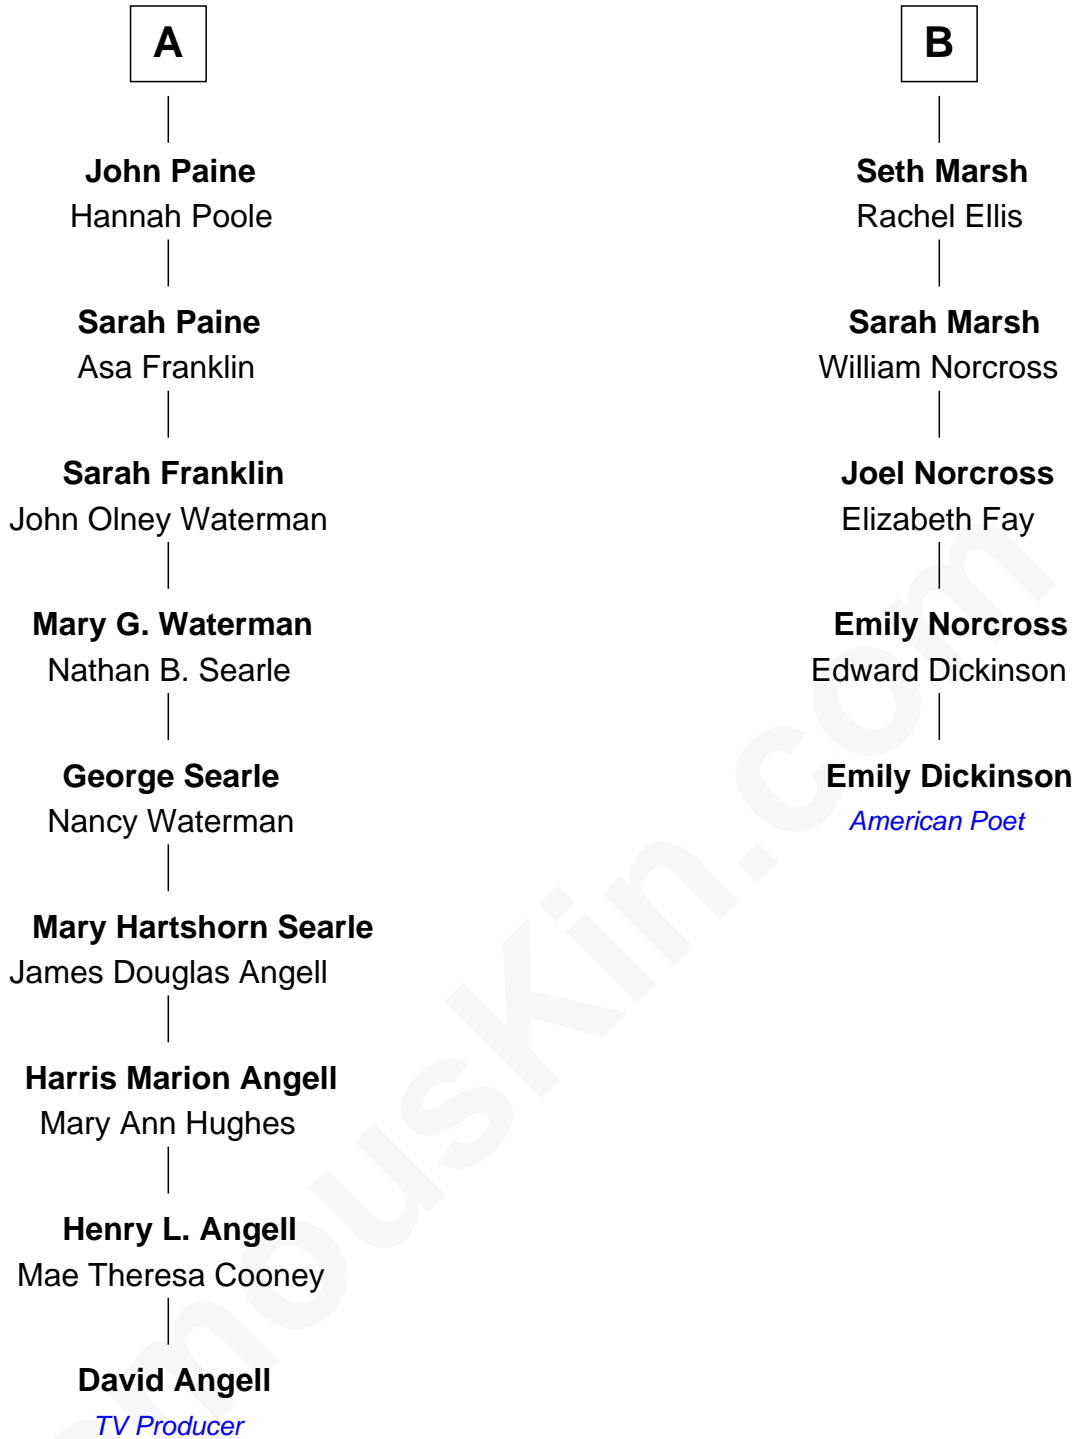 A
John Paine
Hannah Poole
Sarah Paine
Asa Franklin
Sarah Franklin
John Olney Waterman
Mary G. Waterman
Nathan B. Searle
George Searle
Nancy Waterman
Mary Hartshorn Searle
James Douglas Angell
Harris Marion Angell
Mary Ann Hughes
Henry L. Angell
Mae Theresa Cooney
David Angell
TV Producer
B
Seth Marsh
Rachel Ellis
Sarah Marsh
William Norcross
Joel Norcross
Elizabeth Fay
Emily Norcross
Edward Dickinson
Emily Dickinson
American Poet
mouskin.com